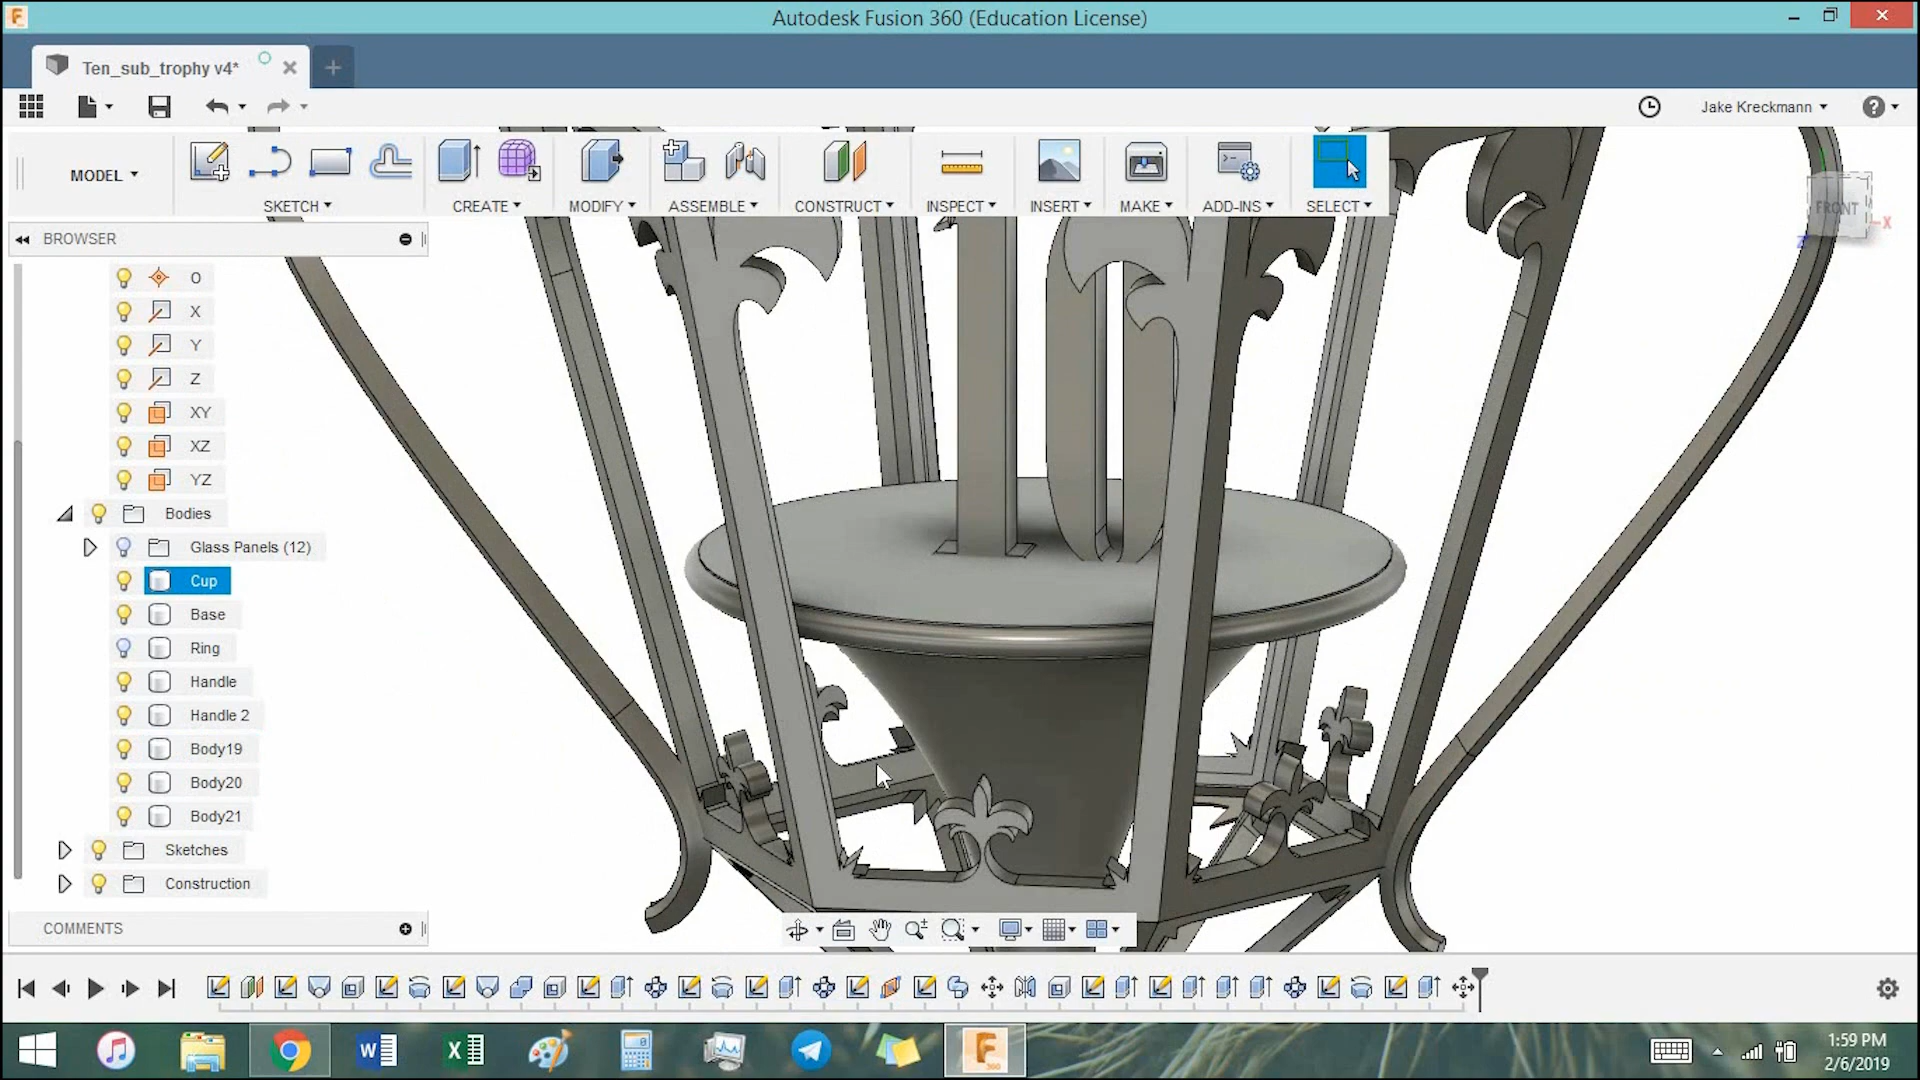 Autodesk Fusion 360 (Education License)
Ten_sub_trophy v4*
Jake Kreckmann
MODEL
SKETCH
CREATE
MODIFY
ASSEMBLE
CONSTRUCT
INSPECT
INSERT
MAKE
ADD-INS
SELECT
FRONT
X
Z
BROWSER
O
X
Y
Z
XY
XZ
YZ
Bodies
Glass Panels (12)
Cup
Base
Ring
Handle
Handle 2
Body19
Body20
Body21
Sketches
Construction
COMMENTS
10
1:59 PM
2/6/2019